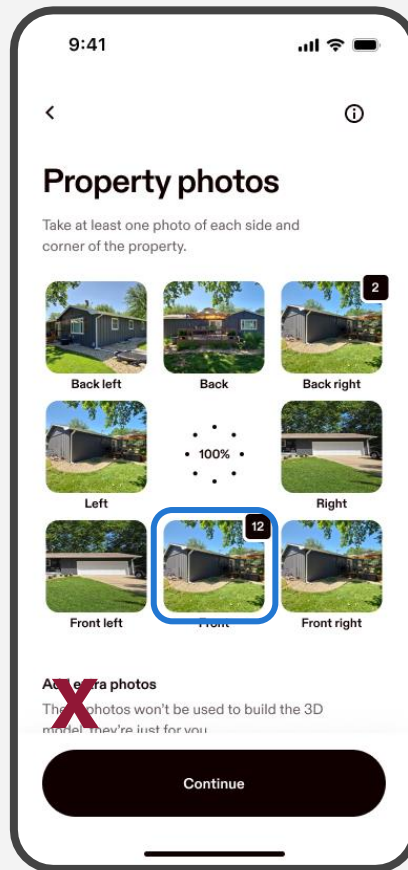 9:41
Property photos
Take at least one photo of each side and
corner of the property.
2
Back left
Back
Back right
100%
Left
Right
12
Front left
Front
Front right
extra photos
X
photos won't be used to build the 3D
model, they're just for you
Continue